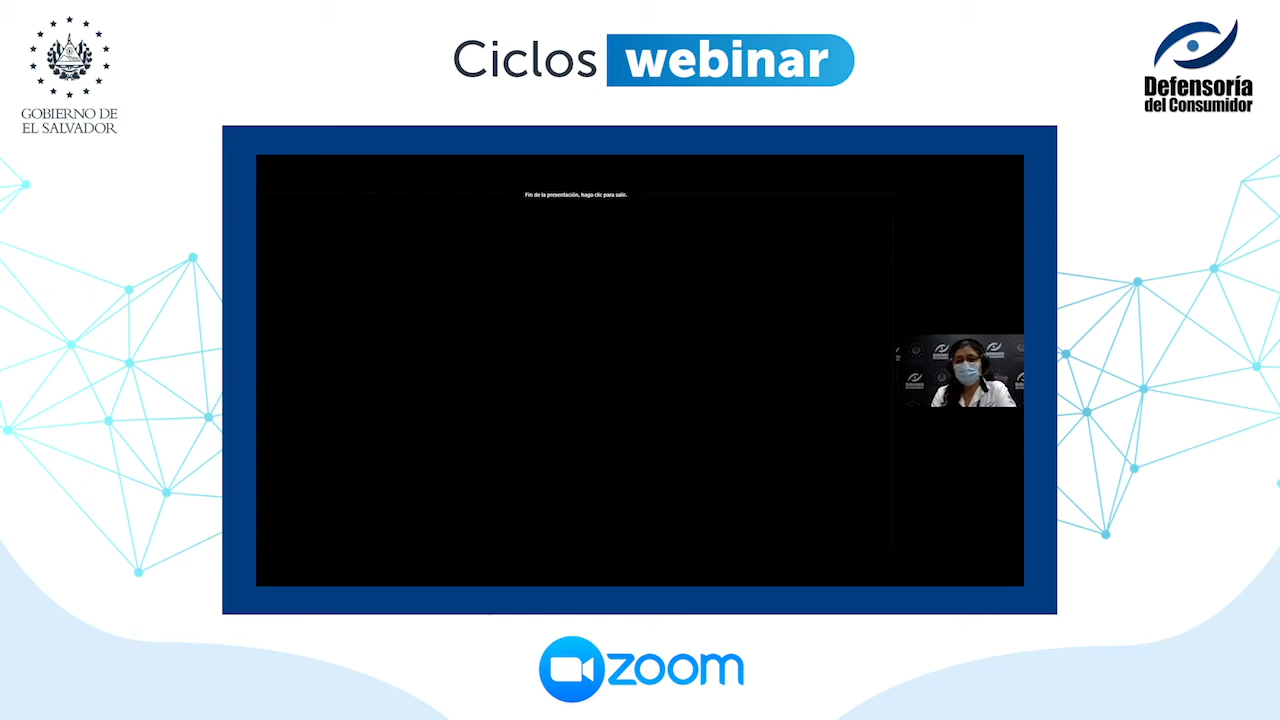 GOBIERNO DE
EL SALVADOR
Ciclos webinar
Defensoría
del Consumidor
Fin de la presentación, haga clic para salir.
zoom